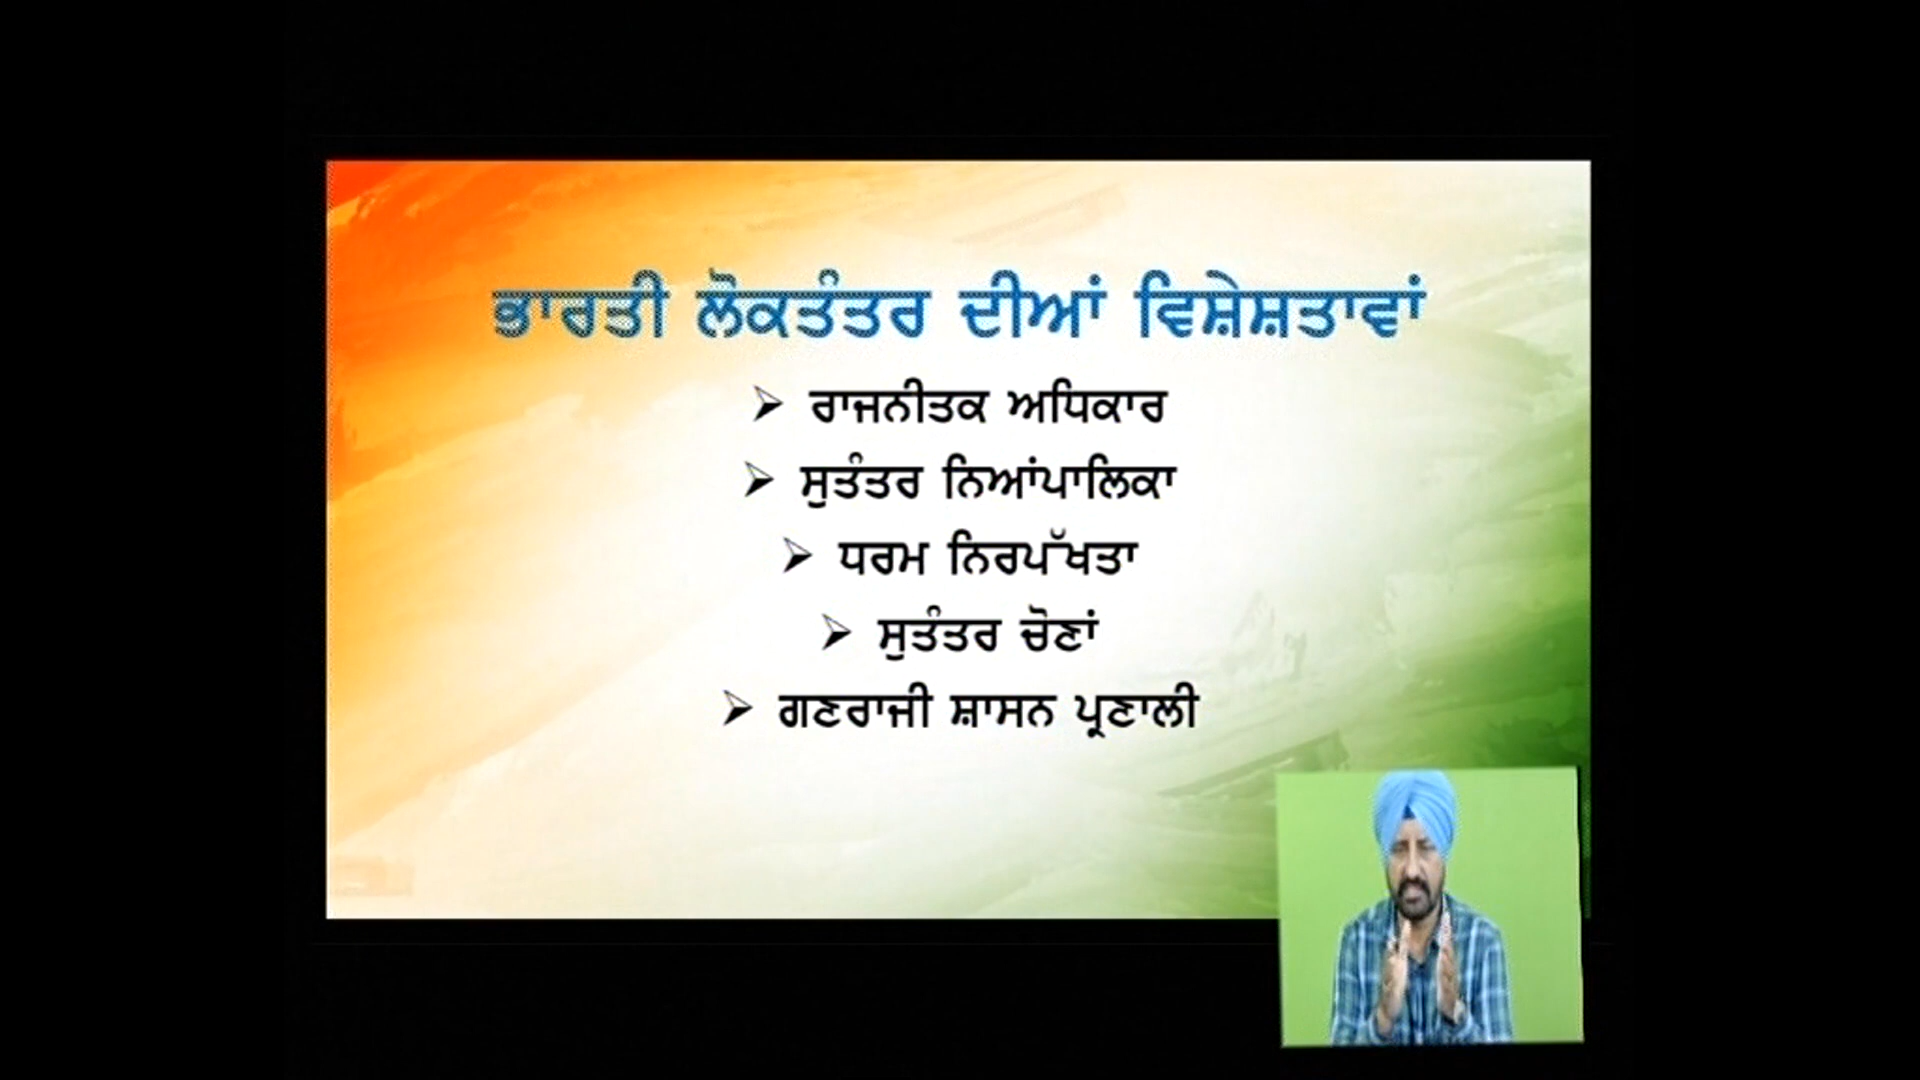 ਭਾਰਤੀ ਲੋਕਤੰਤਰ ਦੀਆਂ ਵਿਸ਼ੇਸ਼ਤਾਵਾਂ
➢ ਰਾਜਨੀਤਕ ਅਧਿਕਾਰ
➢ ਸੁਤੰਤਰ ਨਿਆਂਪਾਲਿਕਾ
➢ ਧਰਮ ਨਿਰਪੱਖਤਾ
➢ ਸੁਤੰਤਰ ਚੋਣਾਂ
➢ ਗਣਰਾਜੀ ਸ਼ਾਸਨ ਪ੍ਰਣਾਲੀ